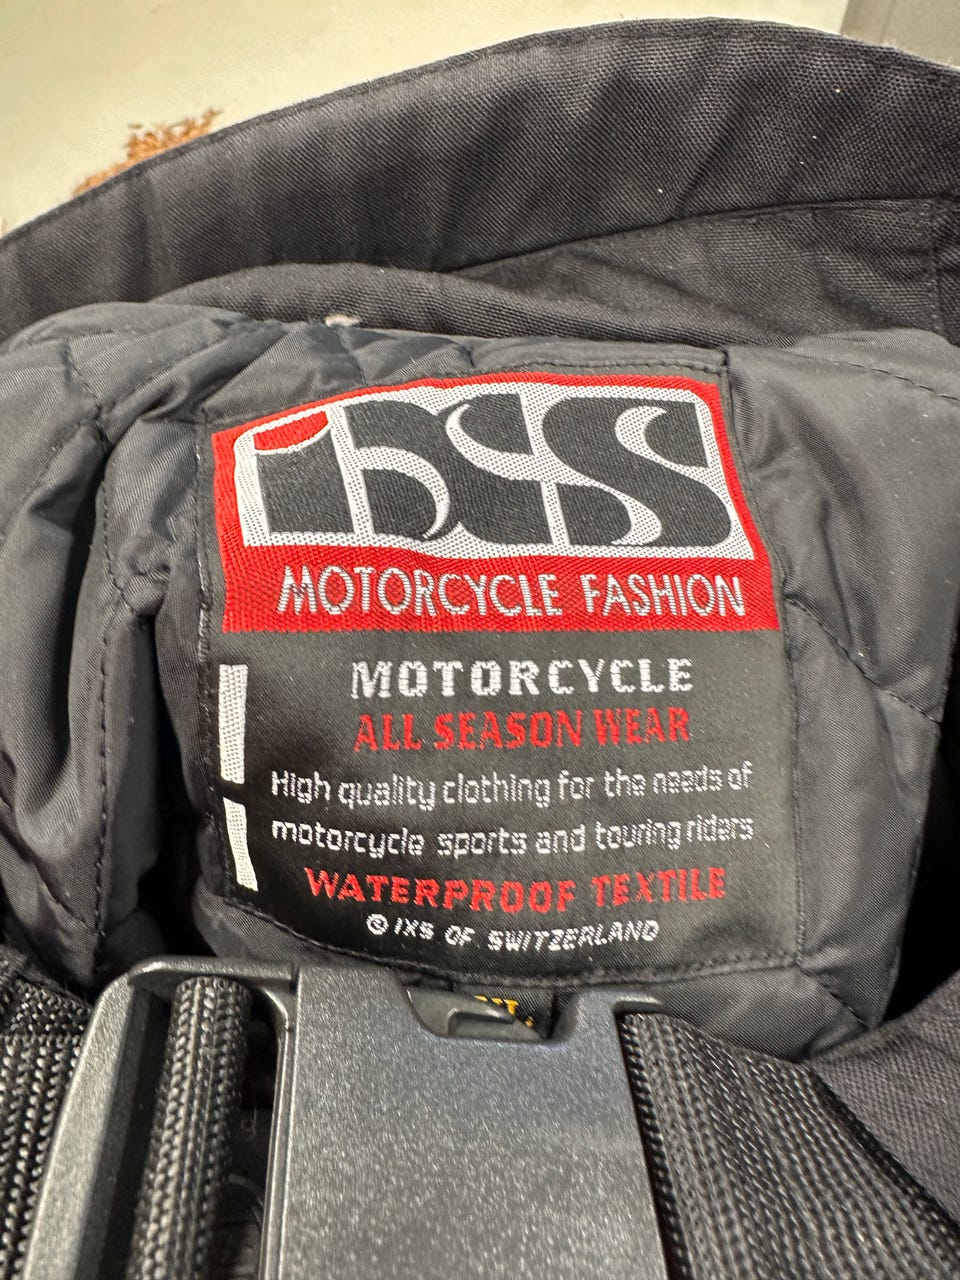 iXS
MOTORCYCLE FASHION
MOTORCYCLE
ALL SEASON WEAR
High quality clothing for the needs of
motorcycle sports and touring riders
WATERPROOF TEXTILE
© IXS OF SWITZERLAND